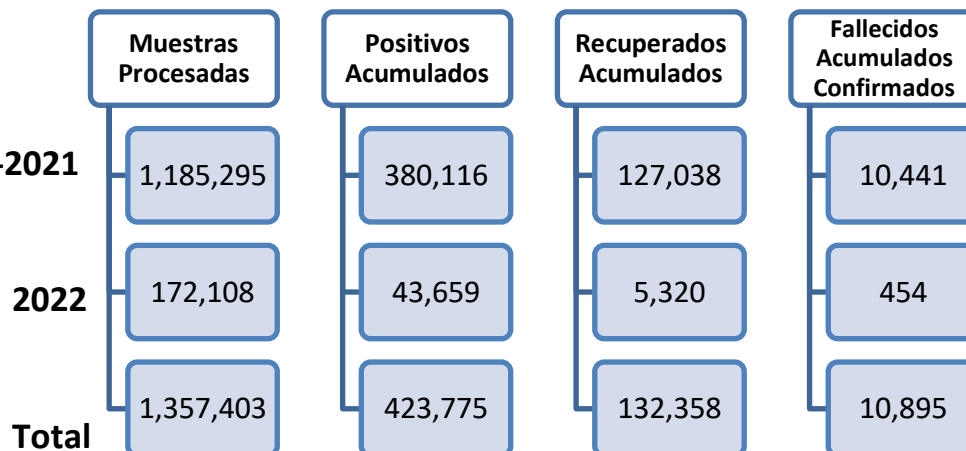 Muestras
Procesadas
Positivos
Acumulados
Recuperados
Acumulados
Fallecidos
Acumulados
Confirmados
-2021
1,185,295
380,116
127,038
10,441
2022
172,108
43,659
5,320
454
Total
1,357,403
423,775
132,358
10,895